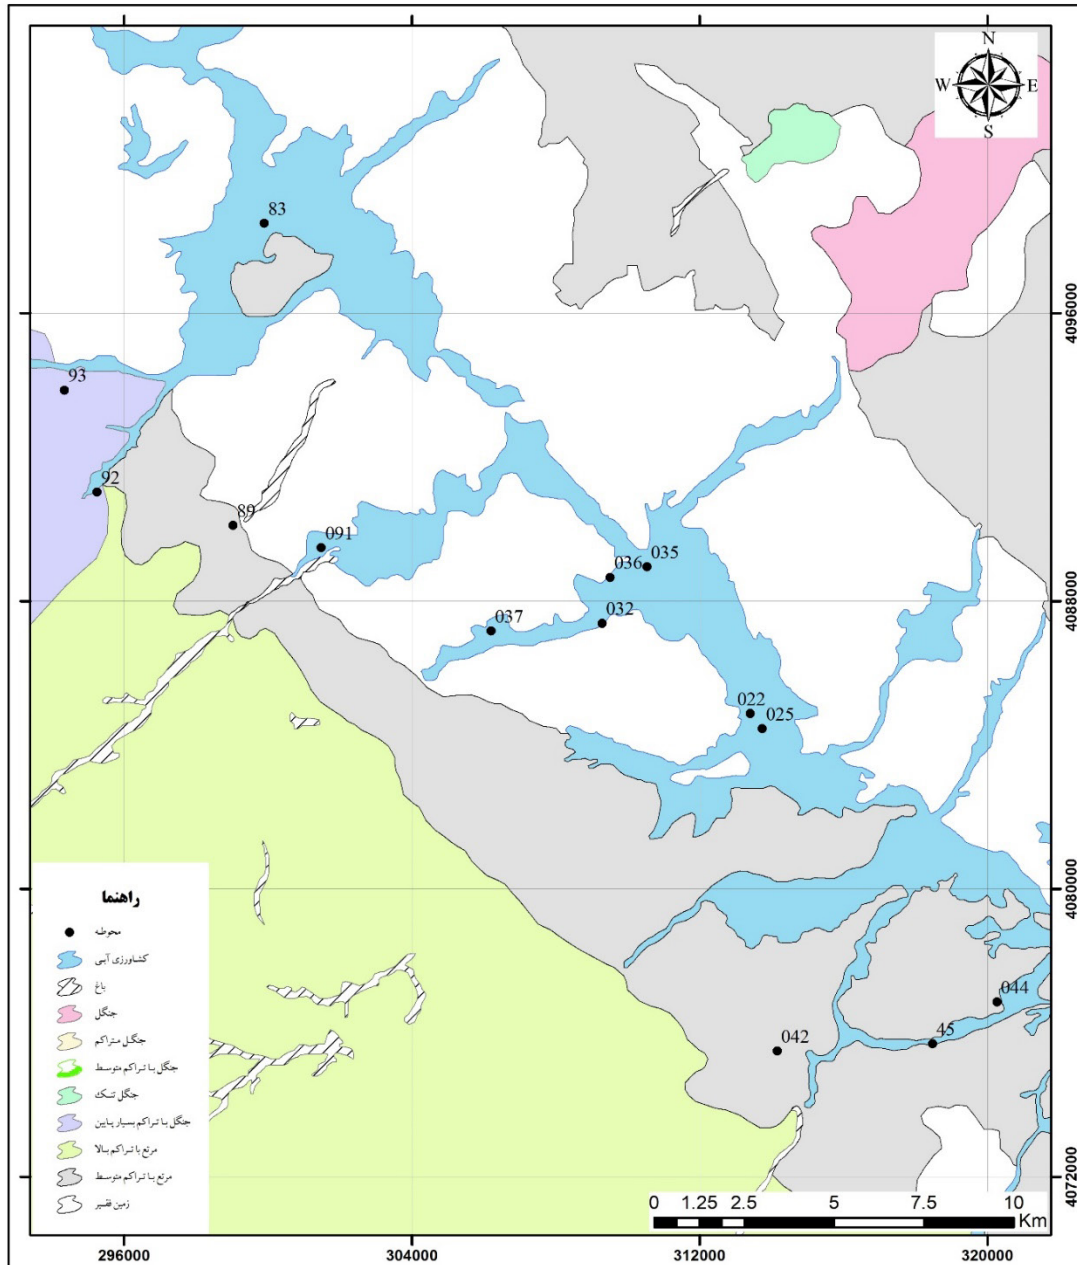 N
W E
S
83
93
92
89
091
036
035
037
032
022
025
044
45
042
4096000
4088000
4080000
4072000
راهنما
محوطه
کشاورزی آبی
باغ
جنگل
جنگل متراکم
جنگل با تراکم متوسط
جنگل تنک
جنگل با تراکم بسیار پایین
مرتع با تراکم بالا
مرتع با تراکم متوسط
زمین فقیر
0 1.25 2.5 5 7.5 10
Km
296000 304000 312000 320000